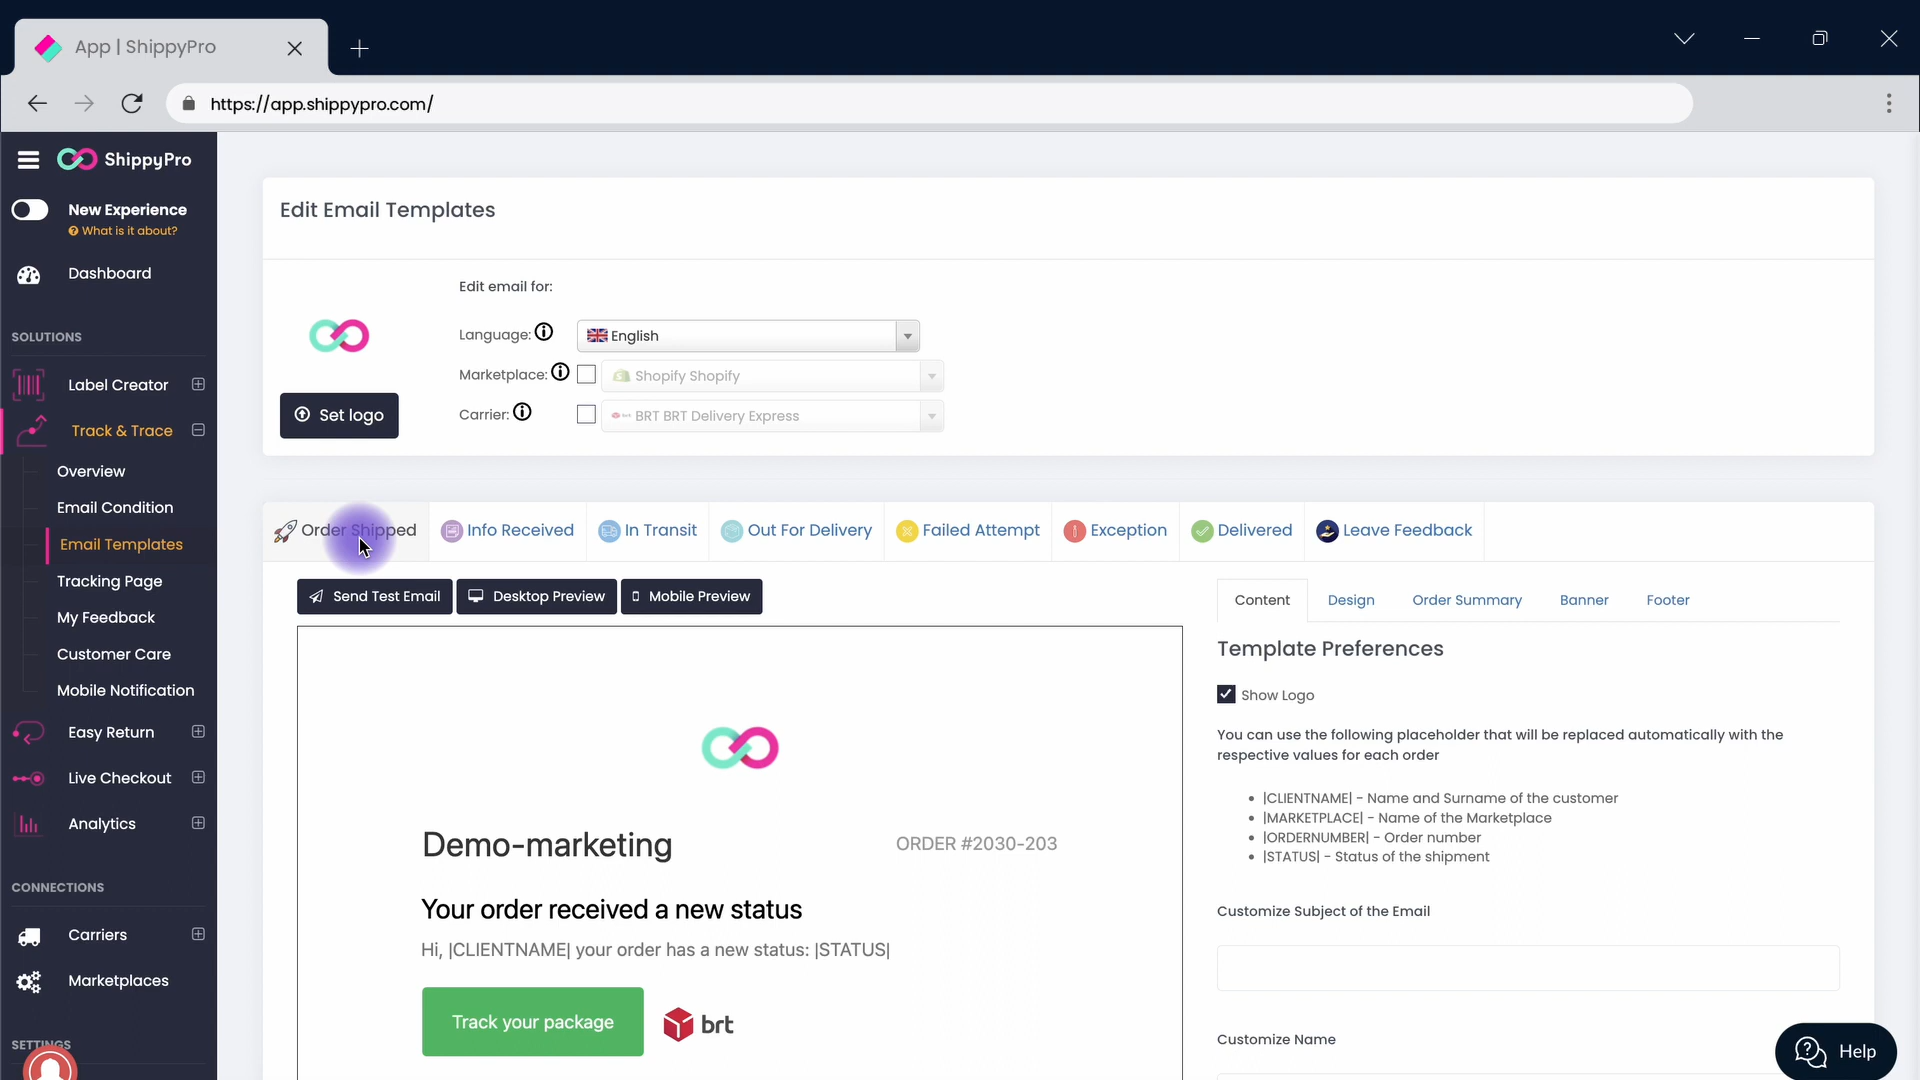 App | ShippyPro
https://app.shippypro.com/
ShippyPro
New Experience
What is it about?
Dashboard
SOLUTIONS
Label Creator
Track & Trace
Overview
Email Condition
Email Templates
Tracking Page
My Feedback
Customer Care
Mobile Notification
Easy Return
Live Checkout
Analytics
CONNECTIONS
Carriers
Marketplaces
SETTINGS
Edit Email Templates
Edit email for:
Language:
English
Marketplace:
Shopify Shopify
Carrier:
BRT BRT Delivery Express
Set logo
Order Shipped
Info Received
In Transit
Out For Delivery
Failed Attempt
Exception
Delivered
Leave Feedback
Send Test Email
Desktop Preview
Mobile Preview
Demo-marketing
ORDER #2030-203
Your order received a new status
Hi, |CLIENTNAME| your order has a new status: |STATUS|
Track your package
brt
Content
Design
Order Summary
Banner
Footer
Template Preferences
Show Logo
You can use the following placeholder that will be replaced automatically with the
respective values for each order
• |CLIENTNAME| - Name and Surname of the customer
• |MARKETPLACE| - Name of the Marketplace
• |ORDERNUMBER| - Order number
• |STATUS| - Status of the shipment
Customize Subject of the Email
Customize Name
Help